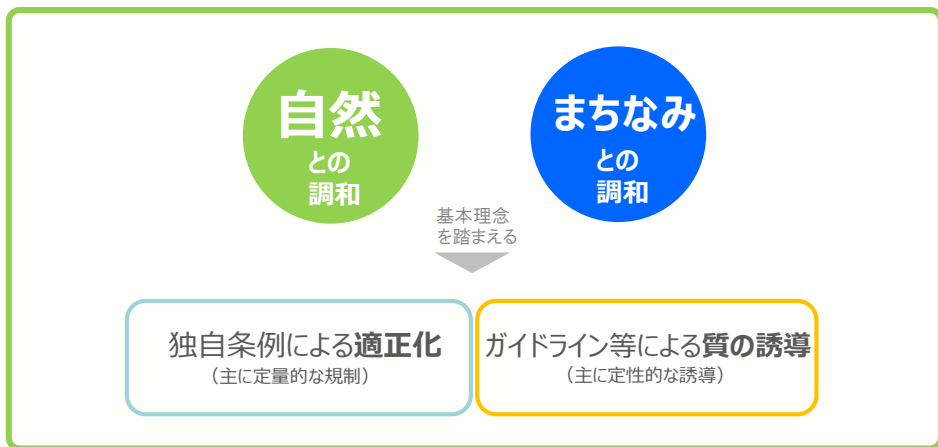 自然
との
調和
まちなみ
との
調和
基本理念
を踏まえる
独自条例による適正化
（主に定量的な規制）
ガイドライン等による質の誘導
（主に定性的な誘導）